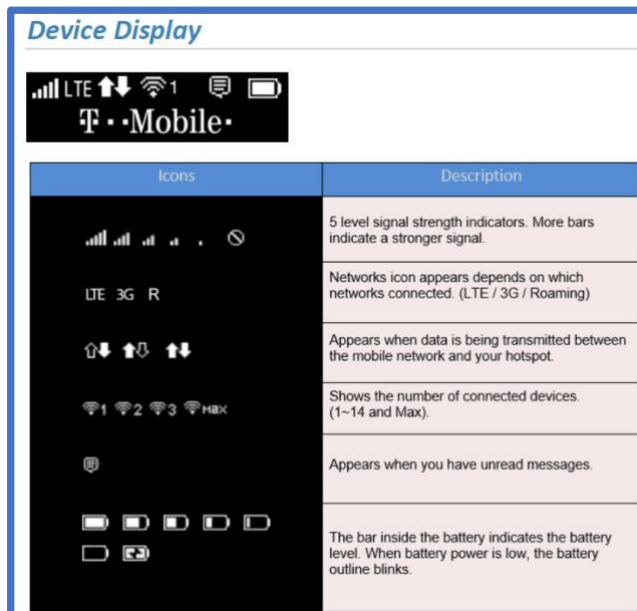 Device Display
LTE 1
T··Mobile·
Icons
Description
5 level signal strength indicators. More bars
indicate a stronger signal.
LTE 3G R
Networks icon appears depends on which
networks connected. (LTE / 3G / Roaming)
Appears when data is being transmitted between
the mobile network and your hotspot.
1 2 3 Max
Shows the number of connected devices.
(1~14 and Max).
Appears when you have unread messages.
The bar inside the battery indicates the battery
level. When battery power is low, the battery
outline blinks.